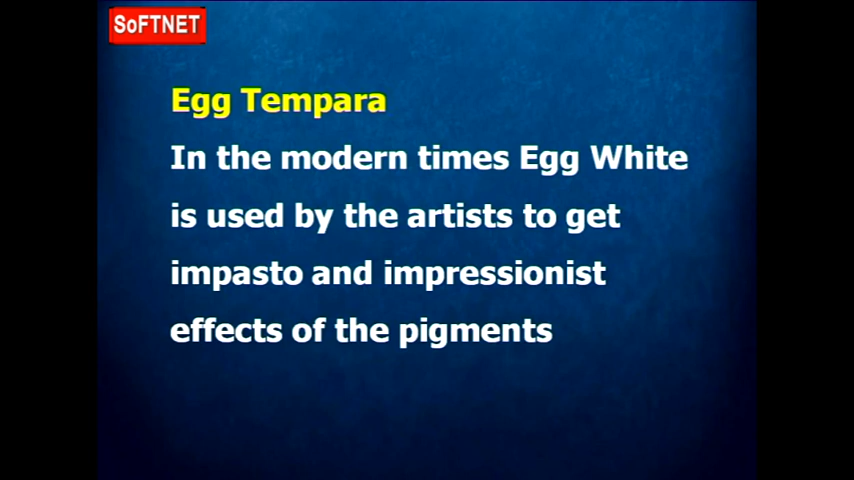 SoFTNET
Egg Tempara
In the modern times Egg White
is used by the artists to get
impasto and impressionist
effects of the pigments